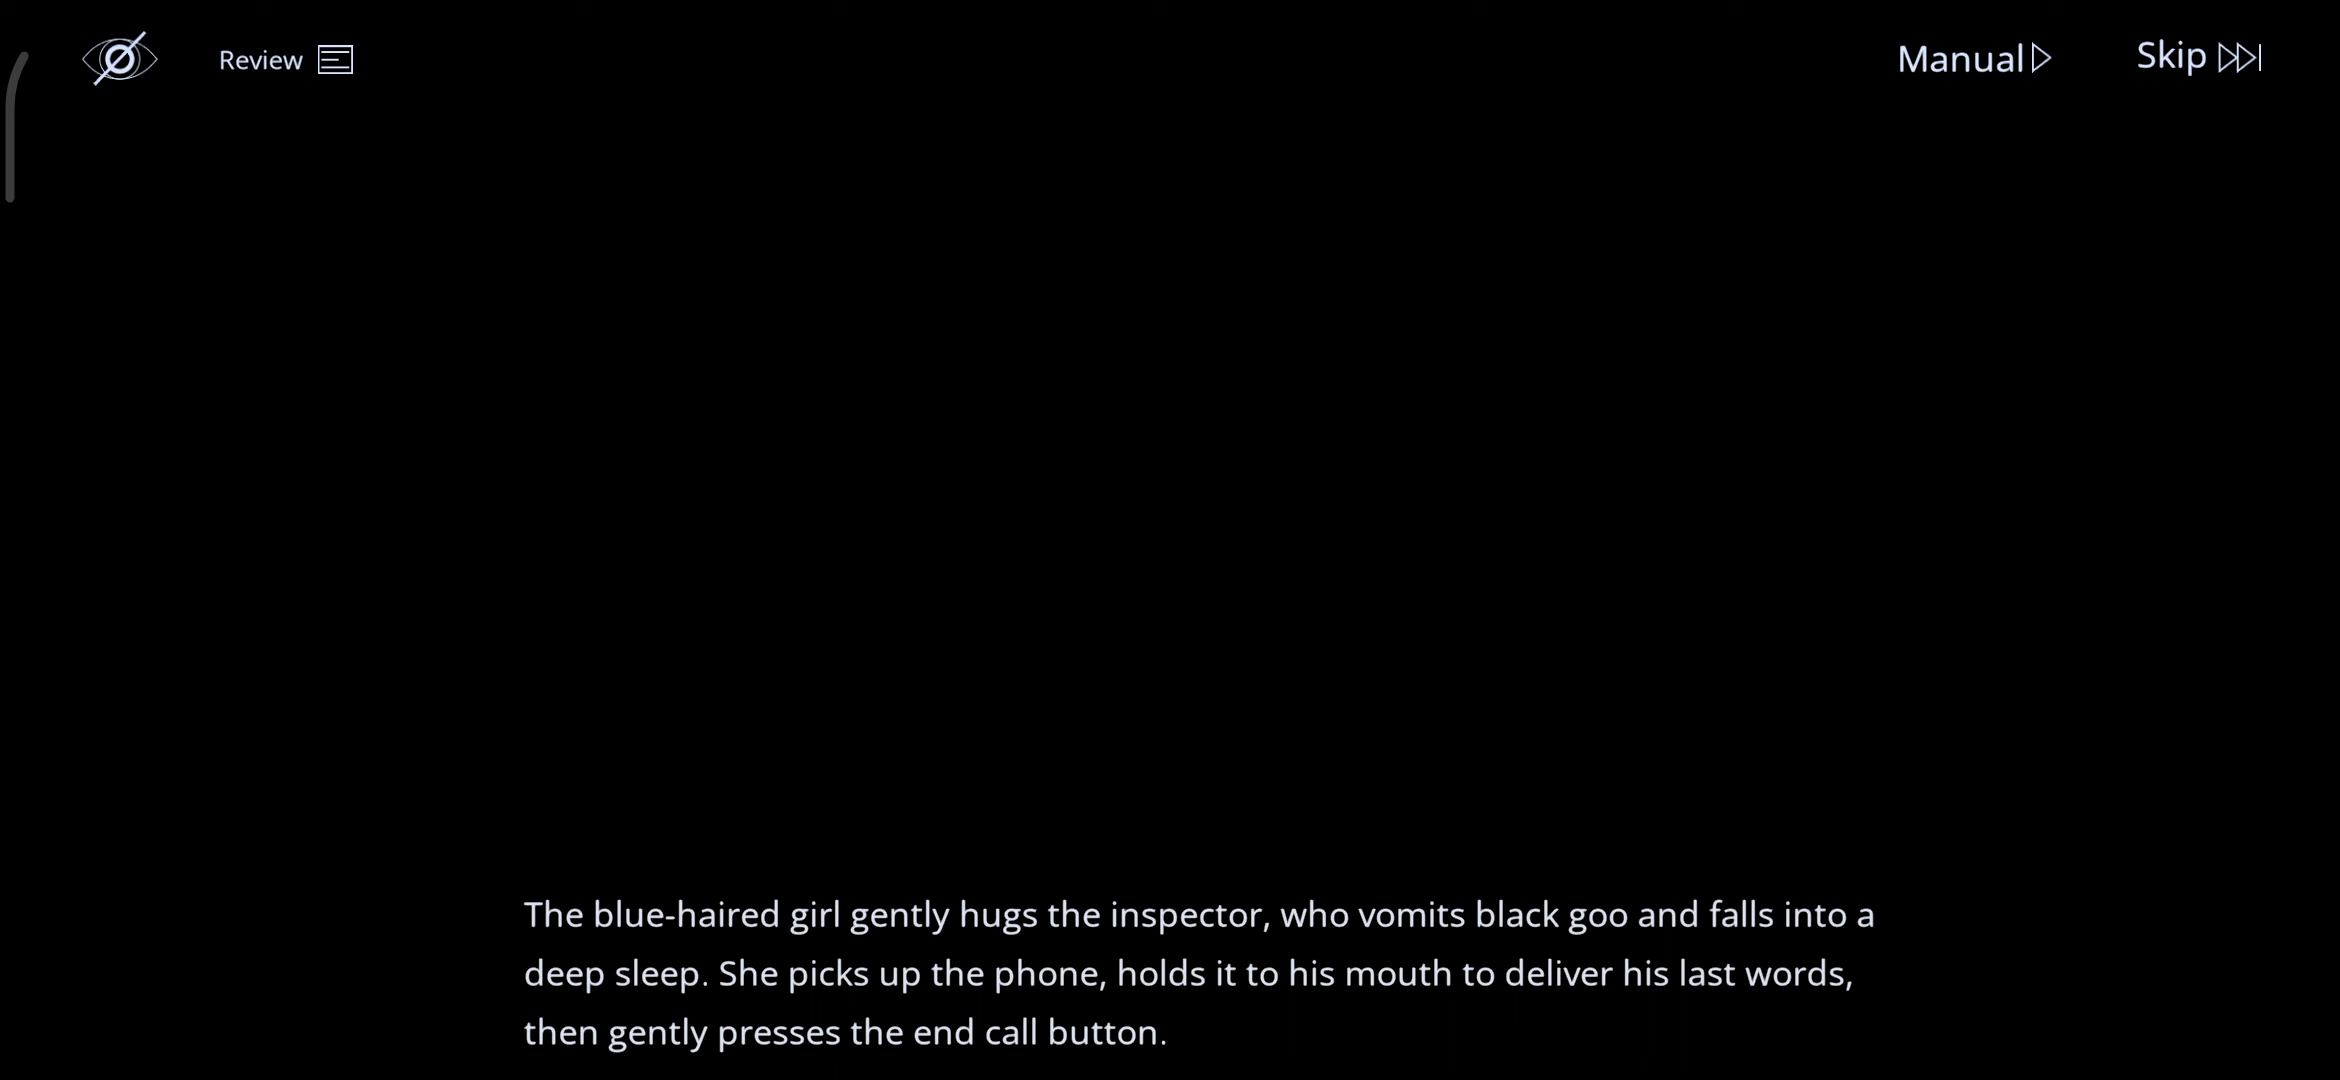 Review
Manual
Skip
The blue-haired girl gently hugs the inspector, who vomits black goo and falls into a
deep sleep. She picks up the phone, holds it to his mouth to deliver his last words,
then gently presses the end call button.